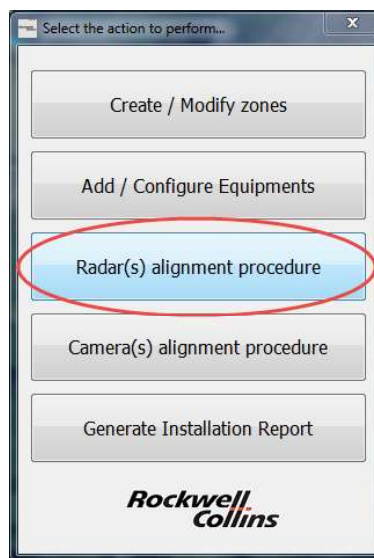 Select the action to perform...
x
Create / Modify zones
Add / Configure Equipments
Radar(s) alignment procedure
Camera(s) alignment procedure
Generate Installation Report
Rockwell
Collins